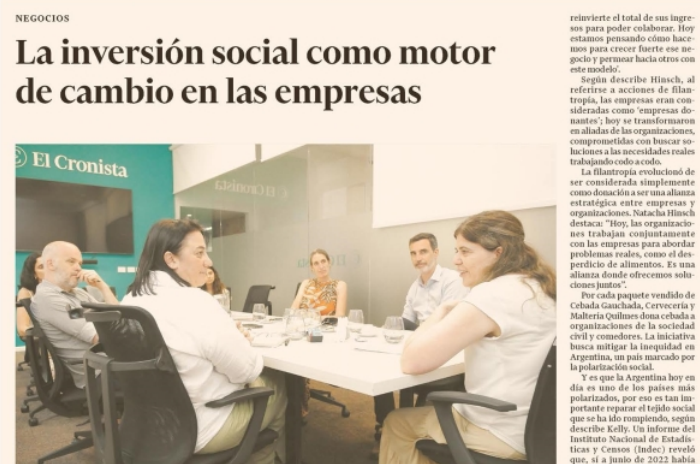 NEGOCIOS
La inversión social como motor
de cambio en las empresas
El Cronista
El Cronista
reinvierte el total de sus ingre-
sos para poder colaborar. Hoy
estamos pensando cómo hace-
mos para crecer fuerte ese ne-
gocio y permear hacia otros con
este modelo'.
Según describe Hinsch, al
referirse a acciones de filan-
tropía, las empresas eran con-
sideradas como 'empresas do-
nantes'; hoy se transformaron
en aliadas de las organizaciones,
comprometidas con buscar so-
luciones a las necesidades reales
trabajando codo a codo.
La filantropía evolucionó de
ser considerada simplemente
como donación a ser una alianza
estratégica entre empresas y
organizaciones. Natacha Hinsch
destaca: "Hoy, las organizacio-
nes trabajan conjuntamente
con las empresas para abordar
problemas reales, como el des-
perdicio de alimentos. Es una
alianza donde ofrecemos solu-
ciones juntos".
Por cada paquete vendido de
Cebada Gauchada, Cervecería y
Maltería Quilmes dona cebada a
organizaciones de la sociedad
civil y comedores. La iniciativa
busca mitigar la inequidad en
Argentina, un país marcado por
la polarización social.
Y es que la Argentina hoy en
día es uno de los países más
polarizados, por eso es tan im-
portante reparar el tejido social
que se ha ido rompiendo, según
describe Kelly. Un informe del
Instituto Nacional de Estadís-
ticas y Censos (Indec) reveló
que, si a junio de 2022 había